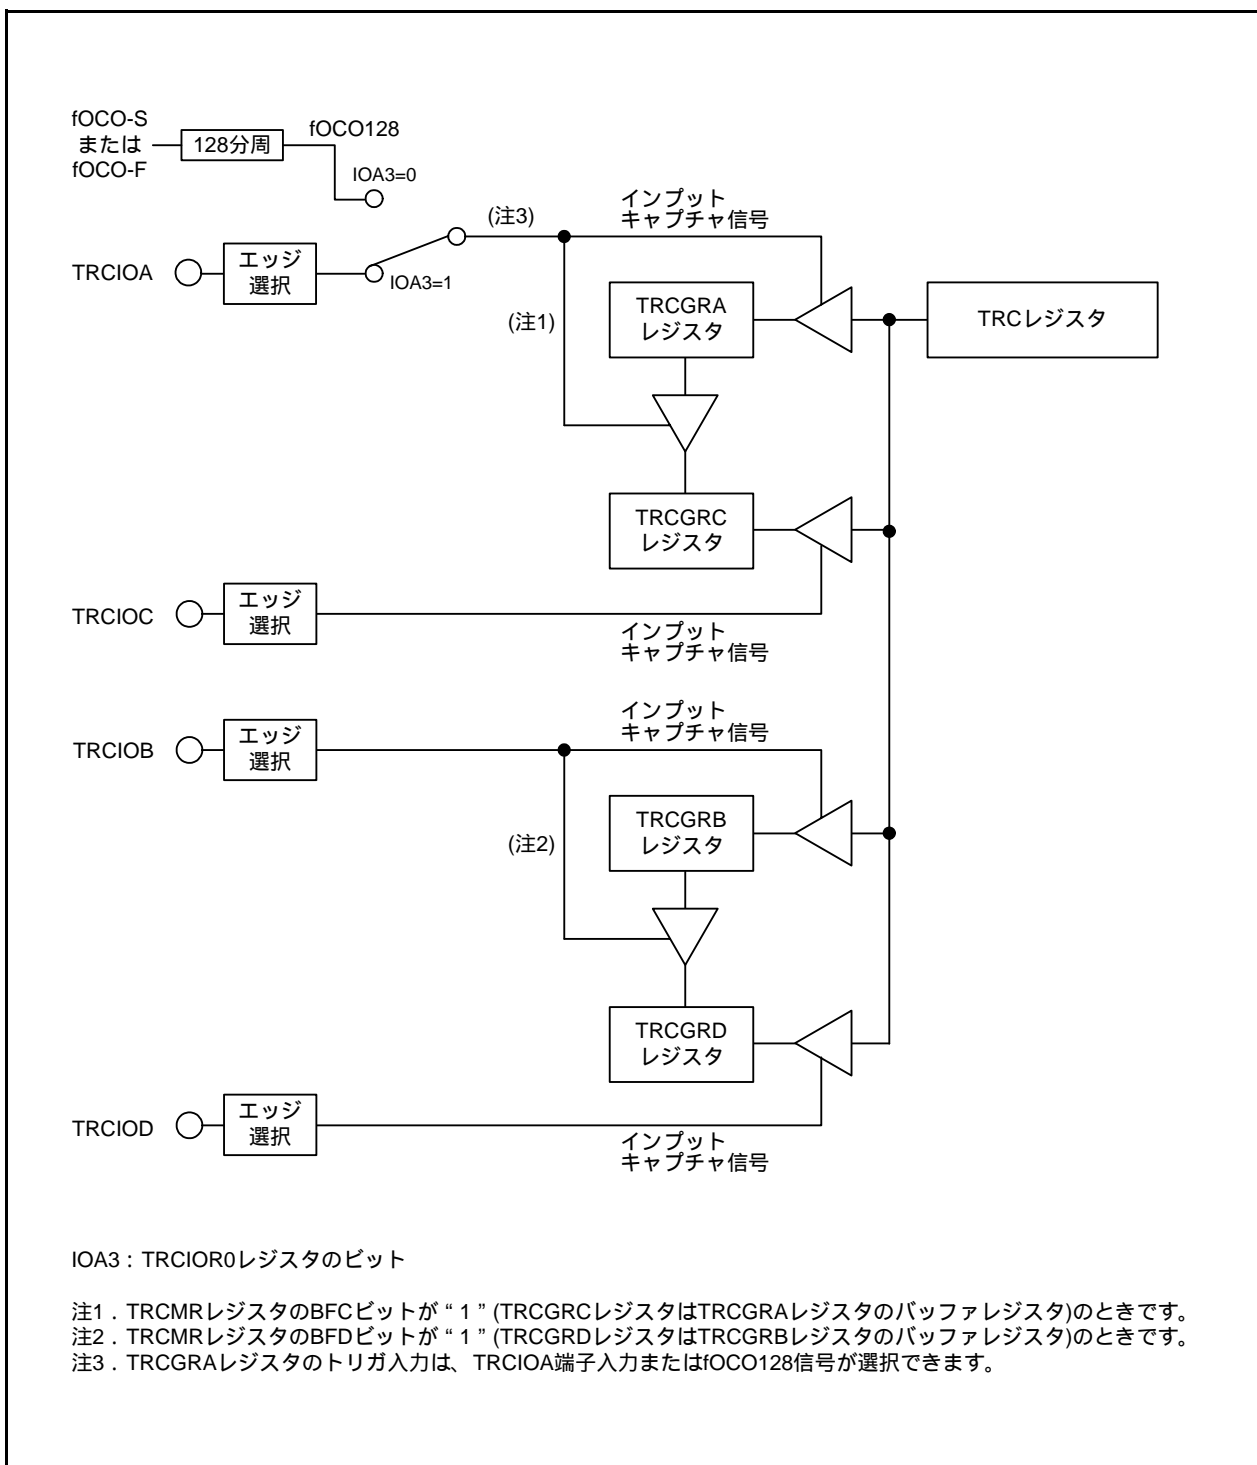 fOCO-S
または
fOCO-F
128分周
fOCO128
IOA3=0
(注3)
インプット
キャプチャ信号
TRCIOA
エッジ
選択
IOA3=1
(注1)
TRCGRA
レジスタ
TRCレジスタ
TRCGRC
レジスタ
TRCIOC
エッジ
選択
インプット
キャプチャ信号
TRCIOB
エッジ
選択
インプット
キャプチャ信号
(注2)
TRCGRB
レジスタ
TRCGRD
レジスタ
TRCIOD
エッジ
選択
インプット
キャプチャ信号
IOA3：TRCIOR0レジスタのビット
注1．TRCMRレジスタのBFCビットが“1”(TRCGRCレジスタはTRCGRAレジスタのバッファレジスタ)のときです。
注2．TRCMRレジスタのBFDビットが“1”(TRCGRDレジスタはTRCGRBレジスタのバッファレジスタ)のときです。
注3．TRCGRAレジスタのトリガ入力は、TRCIOA端子入力またはfOCO128信号が選択できます。